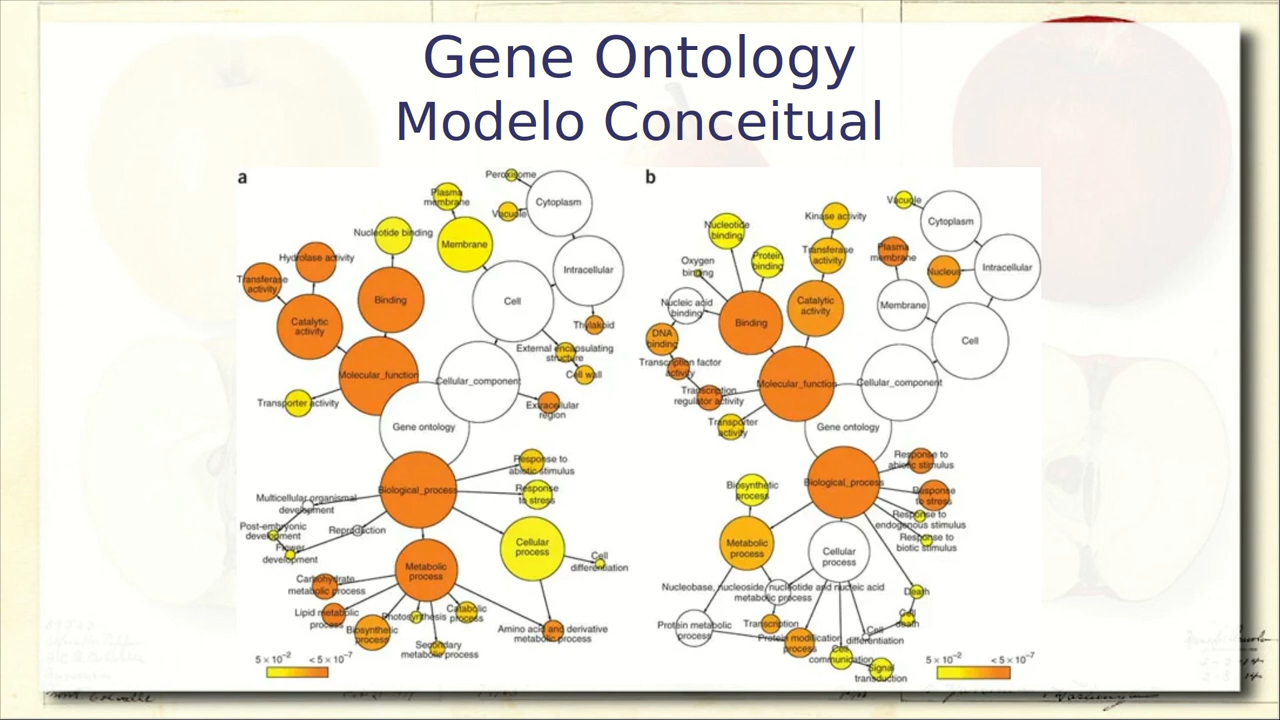 Gene Ontology
Modelo Conceitual
a
Peroxisome
Plasma
membrane
Vacuole
Cytoplasm
Nucleotide binding
Membrane
Hydrolase activity
Transferase
activity
Binding
Intracellular
Cell
Catalytic
activity
Thylakoid
External encapsulating
structure
Cell wall
Molecular_function
Cellular_component
Transporter activity
Extracellular
region
Gene ontology
Response to
abiotic stimulus
Biological_process
Response
to stress
Multicellular organismal
development
Post-embryonic
development
Reproduction
Flower
development
Cellular
process
Cell
differentiation
Metabolic
process
Carbohydrate
metabolic process
Lipid metabolic
process
Photosynthesis
Catabolic
process
Biosynthetic
process
Secondary
metabolic process
Amino acid and derivative
metabolic process
5 × 10⁻² < 5 × 10⁻⁷
b
Vacuole
Cytoplasm
Kinase activity
Nucleotide
binding
Transferase
activity
Plasma
membrane
Protein
binding
Oxygen
binding
Nucleus
Intracellular
Nucleic acid
binding
Catalytic
activity
Membrane
Binding
DNA
binding
Cell
Transcription factor
activity
Molecular_function
Cellular_component
Transcription
regulator activity
Transporter
activity
Gene ontology
Response to
abiotic stimulus
Biological_process
Response
to stress
Biosynthetic
process
Response to
endogenous stimulus
Response to
biotic stimulus
Metabolic
process
Cellular
process
Nucleobase, nucleoside, nucleotide and nucleic acid
metabolic process
Death
Cell
death
Protein metabolic
process
Transcription
Protein modification
process
Cell
differentiation
Cell
communication
Signal
transduction
5 × 10⁻² < 5 × 10⁻⁷